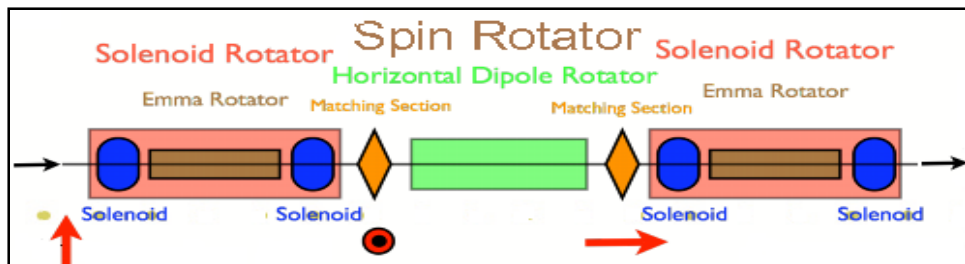 Spin Rotator
Solenoid Rotator
Solenoid Rotator
Horizontal Dipole Rotator
Emma Rotator
Matching Section
Matching Section
Emma Rotator
Solenoid
Solenoid
Solenoid
Solenoid